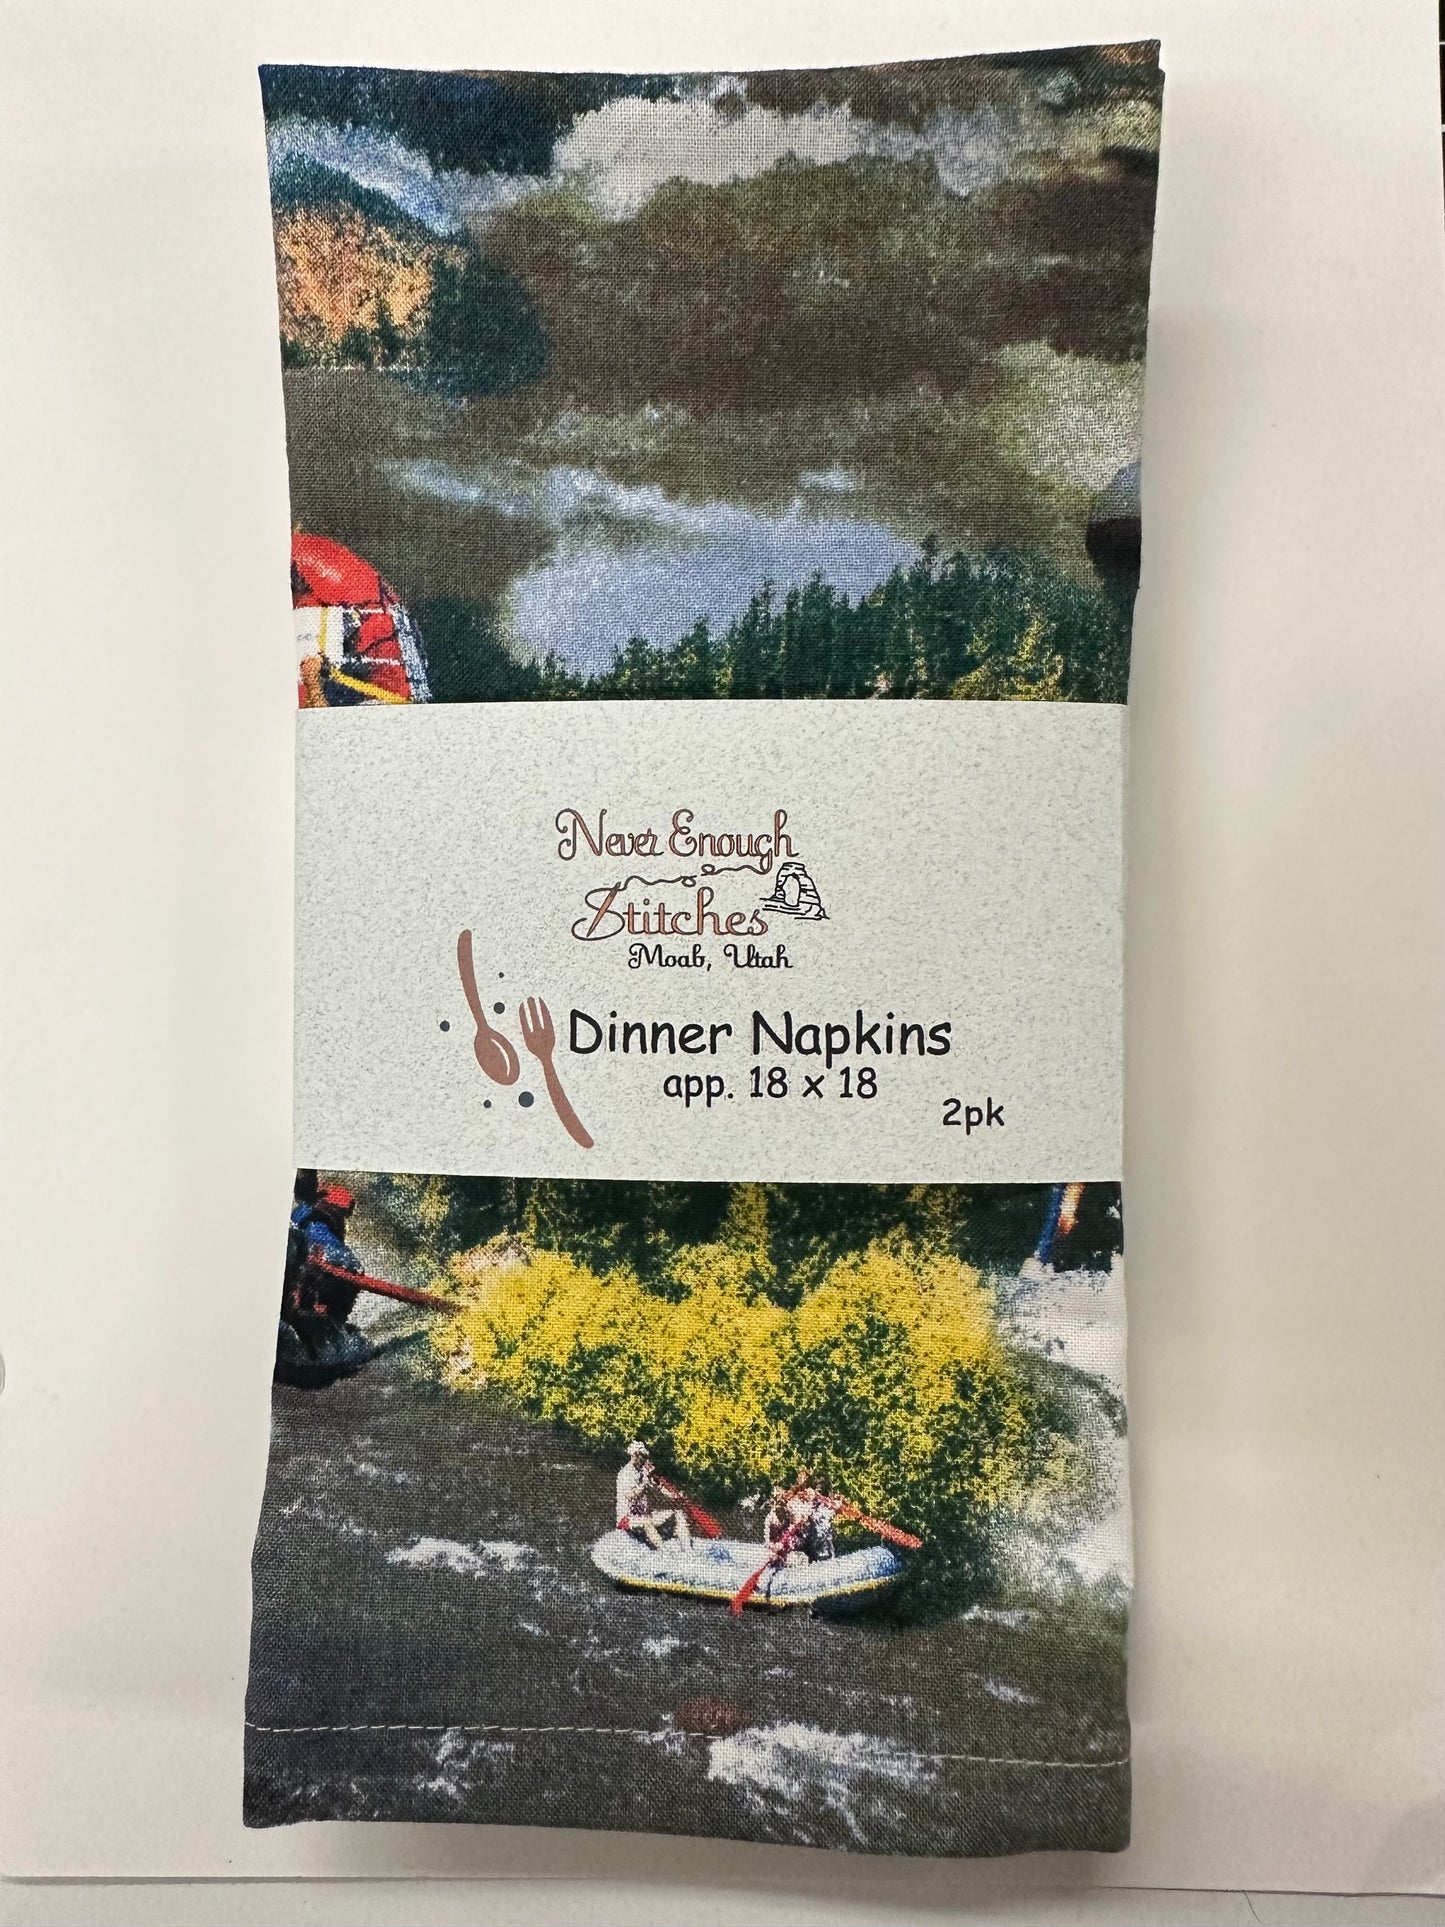 Never Enough
Stitches
Moab, Utah
Dinner Napkins
app. 18 x 18
2pk